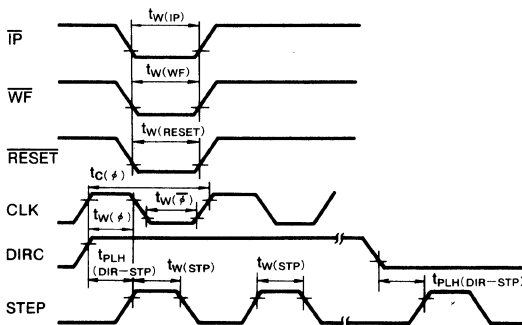 tW(IP)
IP
tW(WF)
WF
tW(RESET)
RESET
tC(φ)
tW(φ)
CLK
tW(φ)
DIRC
tPLH
(DIR-STP)
tW(STP)
tW(STP)
tPLH(DIR-STP)
STEP